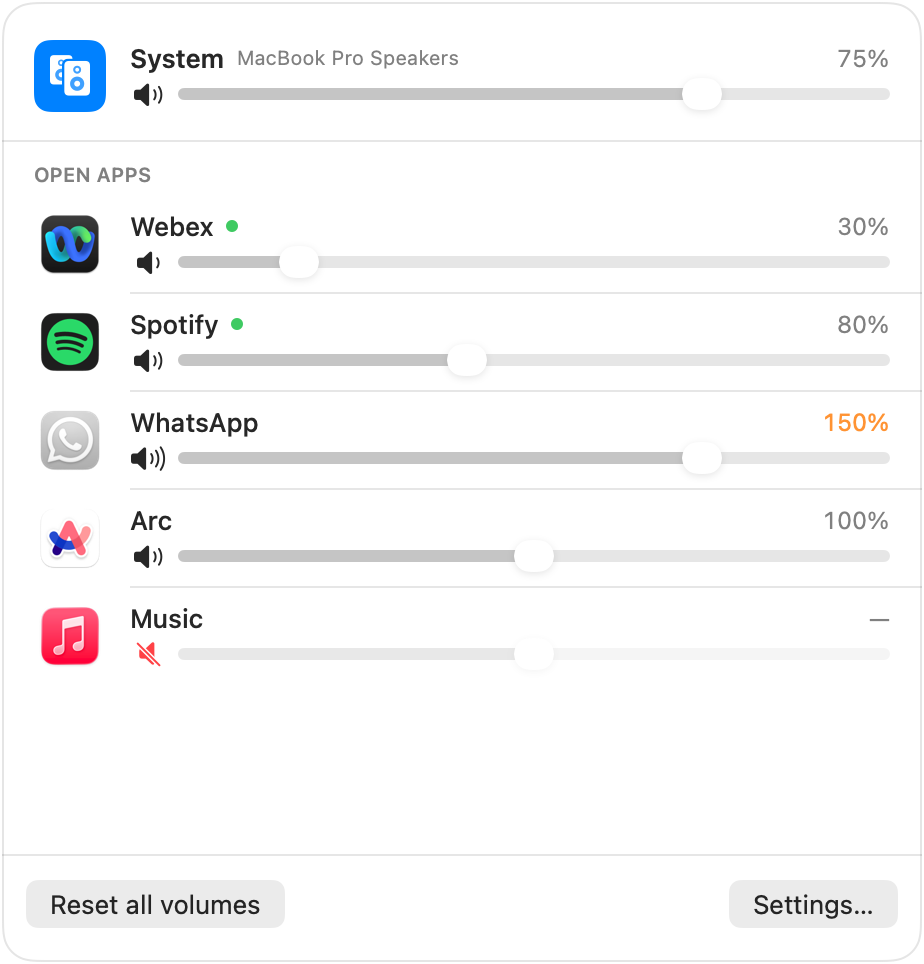 System MacBook Pro Speakers 75%
OPEN APPS
Webex 30%
Spotify 80%
WhatsApp 150%
Arc 100%
Music —
Reset all volumes Settings...